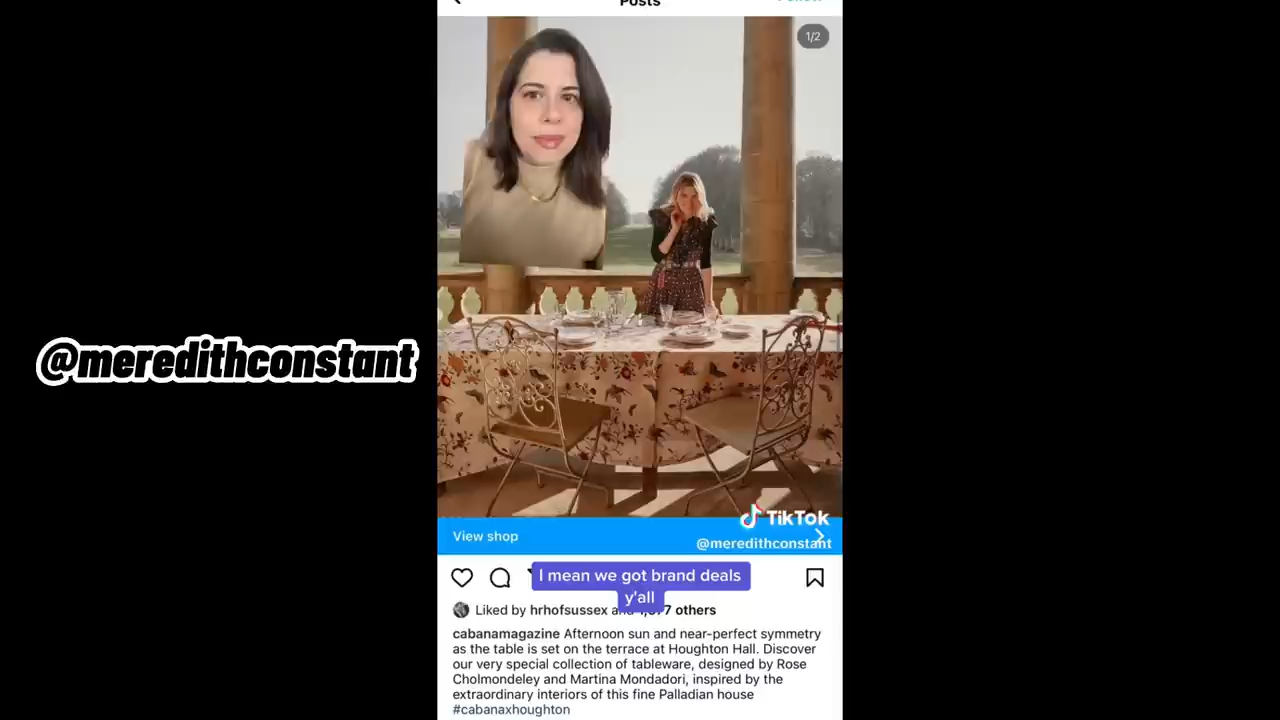 Posts
Follow
1/2
@meredithconstant
TikTok
View shop
@meredithconstant
I mean we got brand deals
y'all
Liked by hrhofsussex and 77 others
cabanamagazine Afternoon sun and near-perfect symmetry
as the table is set on the terrace at Houghton Hall. Discover
our very special collection of tableware, designed by Rose
Cholmondeley and Martina Mondadori, inspired by the
extraordinary interiors of this fine Palladian house
#cabanaxhoughton